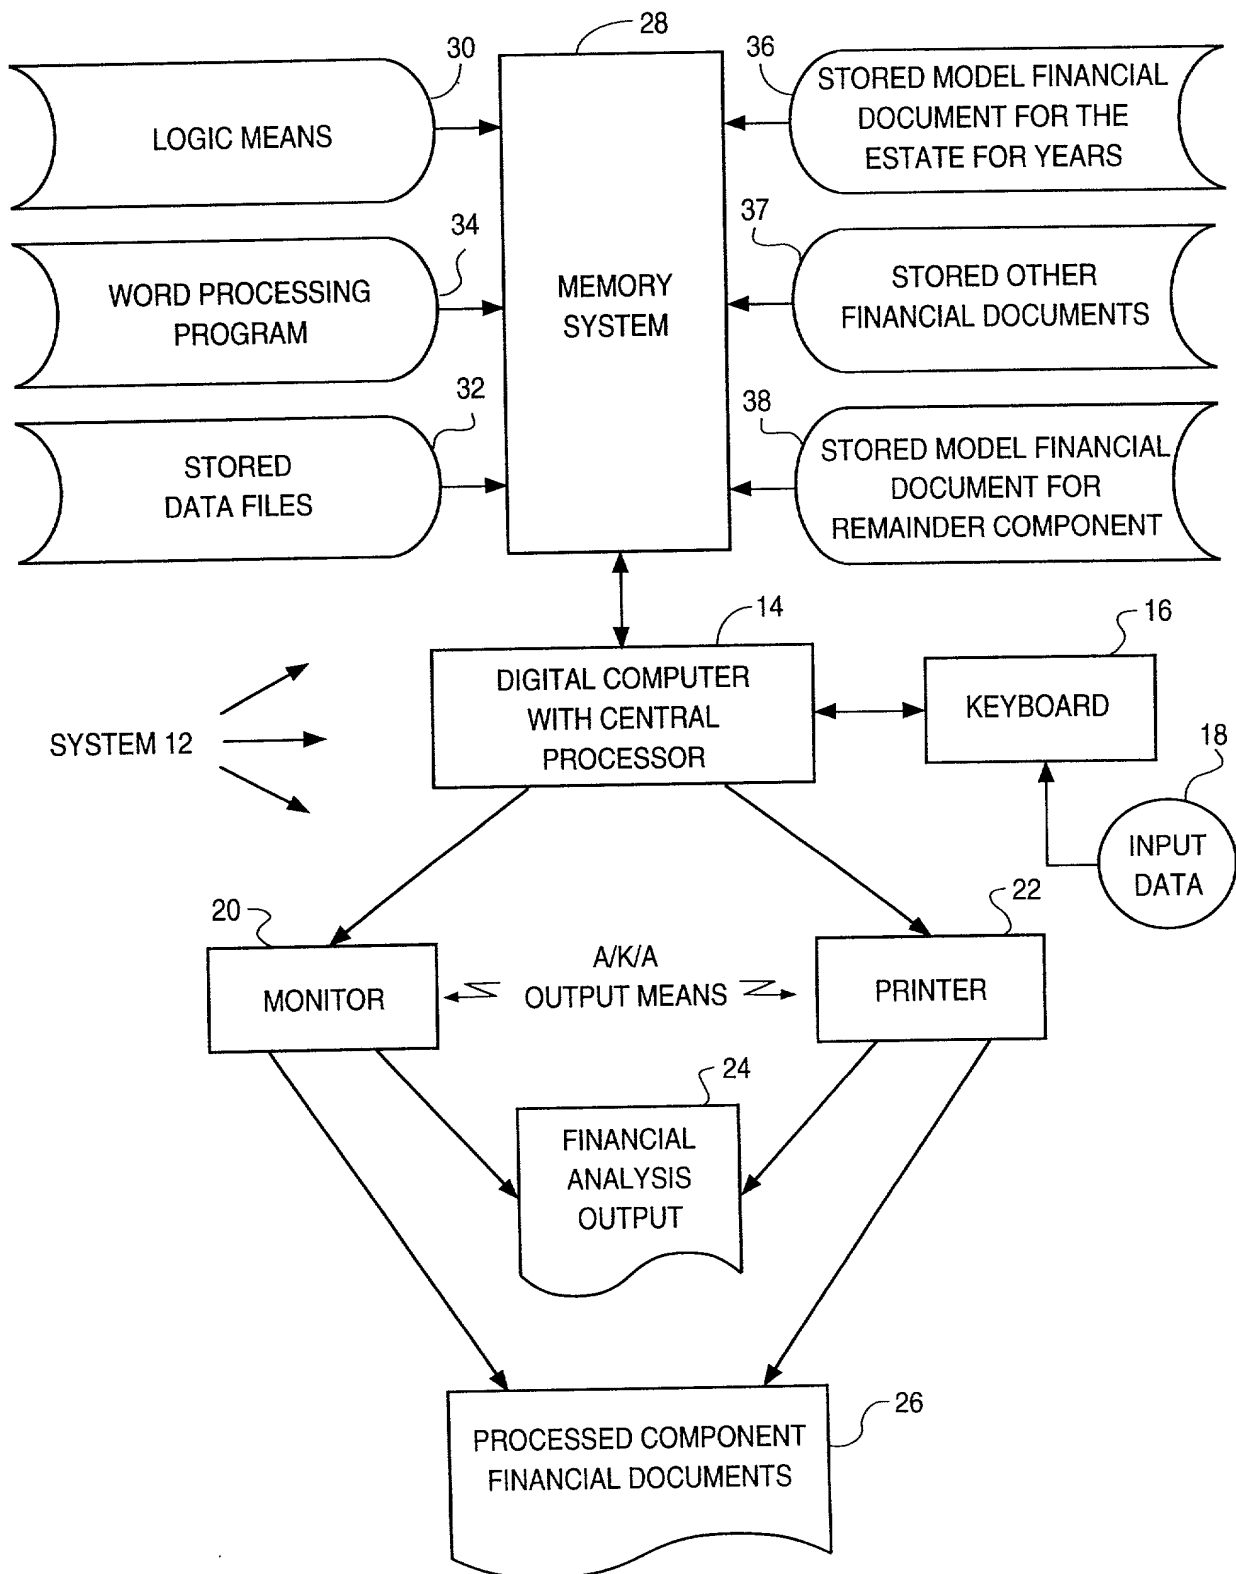 28
30
36
LOGIC MEANS
STORED MODEL FINANCIAL
DOCUMENT FOR THE
ESTATE FOR YEARS
34
37
WORD PROCESSING
PROGRAM
MEMORY
SYSTEM
STORED OTHER
FINANCIAL DOCUMENTS
32
38
STORED
DATA FILES
STORED MODEL FINANCIAL
DOCUMENT FOR
REMAINDER COMPONENT
14
16
DIGITAL COMPUTER
WITH CENTRAL
PROCESSOR
KEYBOARD
SYSTEM 12
18
INPUT
DATA
20
22
MONITOR
A/K/A
OUTPUT MEANS
PRINTER
24
FINANCIAL
ANALYSIS
OUTPUT
26
PROCESSED COMPONENT
FINANCIAL DOCUMENTS